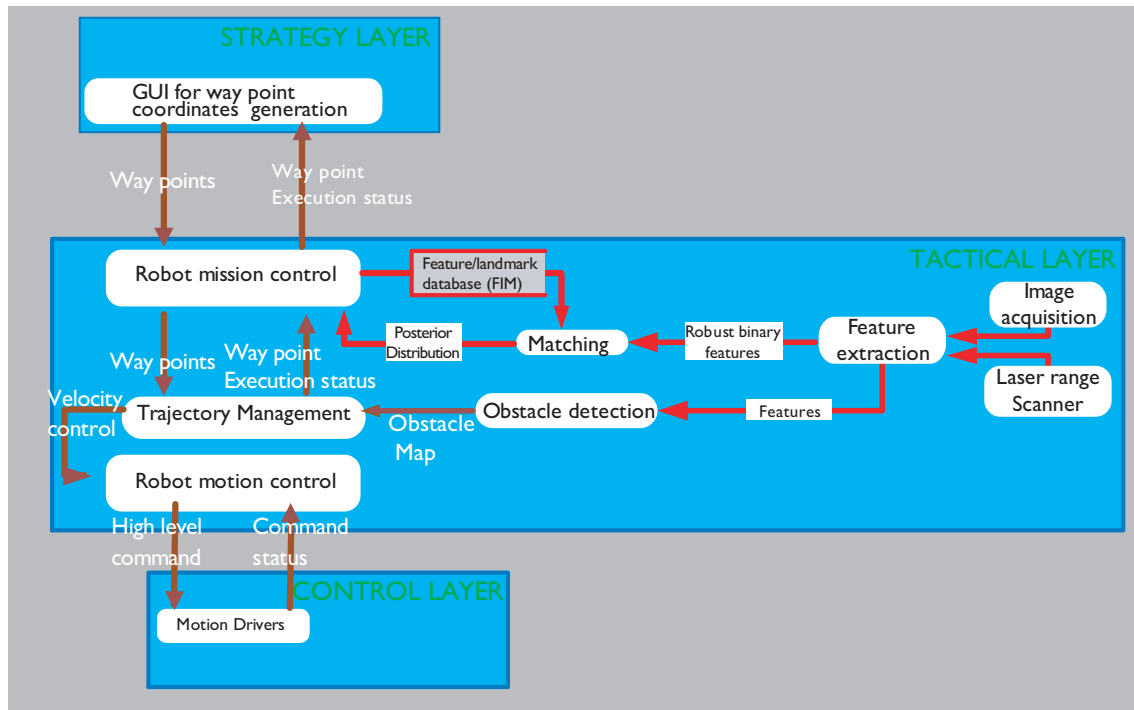 STRATEGY LAYER
GUI for way point
coordinates generation
Way points
Way point
Execution status
TACTICAL LAYER
Robot mission control
Feature/landmark
database (FIM)
Image
acquisition
Posterior
Distribution
Matching
Robust binary
features
Feature
extraction
Laser range
Scanner
Way points
Way point
Execution status
Velocity
control
Trajectory Management
Obstacle
Map
Obstacle detection
Features
Robot motion control
High level
command
Command
status
CONTROL LAYER
Motion Drivers